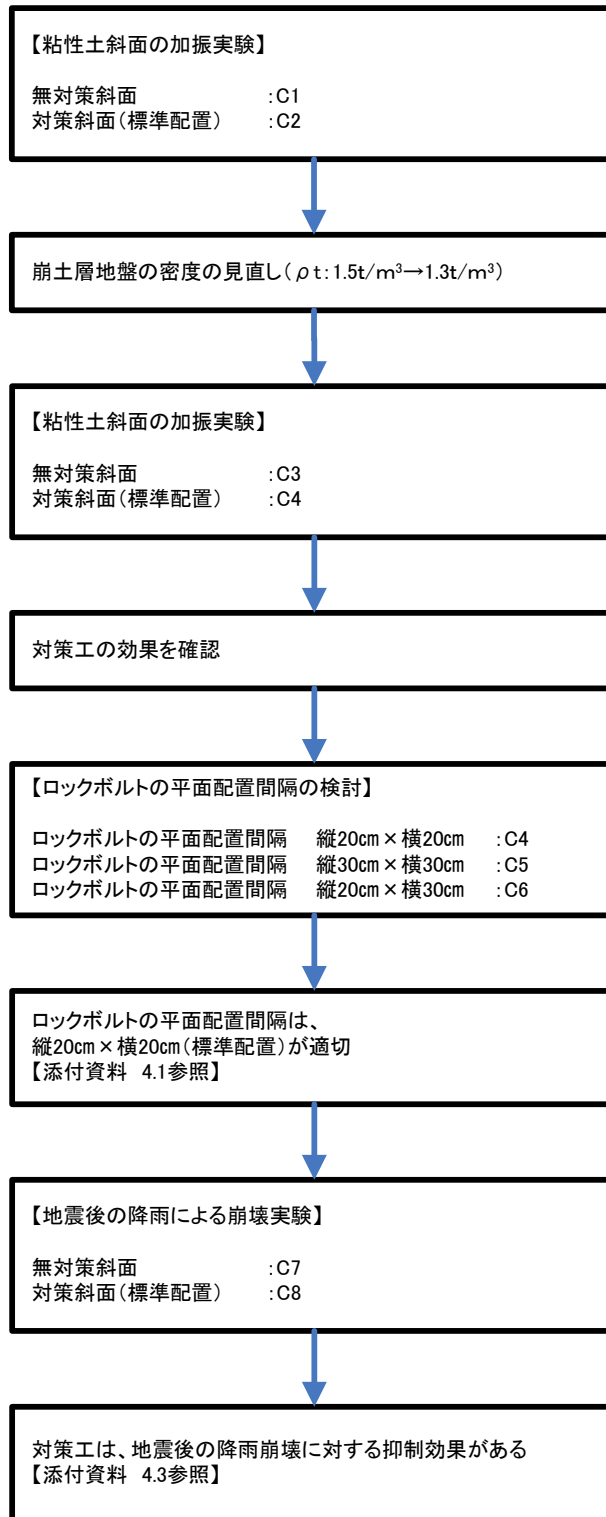 【粘性土斜面の加振実験】
無対策斜面 :C1
対策斜面(標準配置) :C2
崩土層地盤の密度の見直し(ρt:1.5t/m³→1.3t/m³)
【粘性土斜面の加振実験】
無対策斜面 :C3
対策斜面(標準配置) :C4
対策工の効果を確認
【ロックボルトの平面配置間隔の検討】
ロックボルトの平面配置間隔 縦20㎝×横20㎝ :C4
ロックボルトの平面配置間隔 縦30㎝×横30㎝ :C5
ロックボルトの平面配置間隔 縦20㎝×横30㎝ :C6
ロックボルトの平面配置間隔は、
縦20㎝×横20㎝(標準配置)が適切
【添付資料 4.1参照】
【地震後の降雨による崩壊実験】
無対策斜面 :C7
対策斜面(標準配置) :C8
対策工は、地震後の降雨崩壊に対する抑制効果がある
【添付資料 4.3参照】